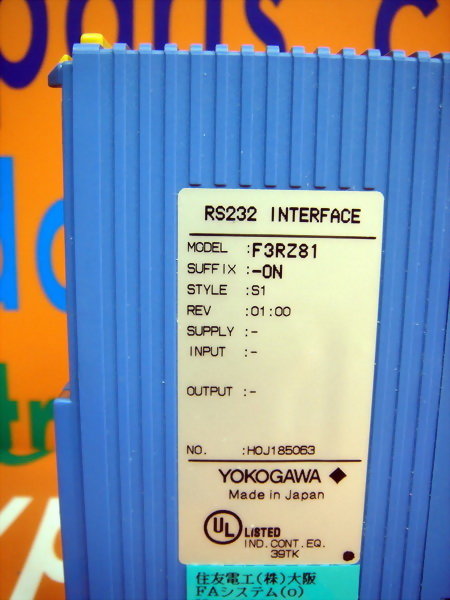 RS232 INTERFACE
MODEL :F3RZ81
SUFFIX :-0N
STYLE :S1
REV :01:00
SUPPLY :-
INPUT :-
OUTPUT :-
NO. :H0J185063
YOKOGAWA
Made in Japan
UL LISTED
IND. CONT. EQ.
39TK
住友電工(株)大阪
FAシステム(o)